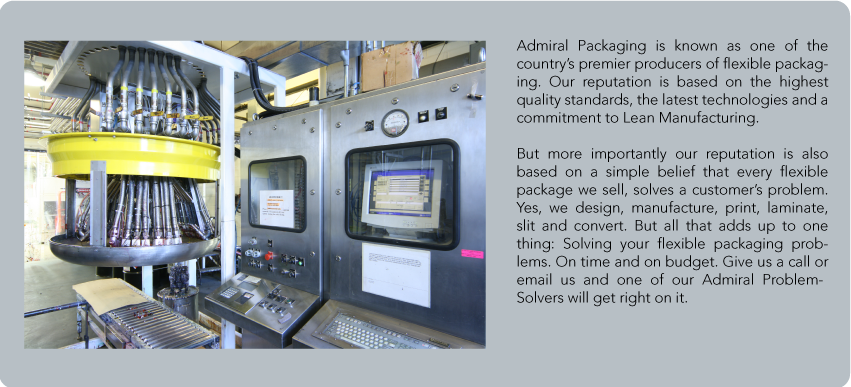 Admiral Packaging is known as one of the
country's premier producers of flexible packag-
ing. Our reputation is based on the highest
quality standards, the latest technologies and a
commitment to Lean Manufacturing.
But more importantly our reputation is also
based on a simple belief that every flexible
package we sell, solves a customer's problem.
Yes, we design, manufacture, print, laminate,
slit and convert. But all that adds up to one
thing: Solving your flexible packaging prob-
lems. On time and on budget. Give us a call or
email us and one of our Admiral Problem-
Solvers will get right on it.